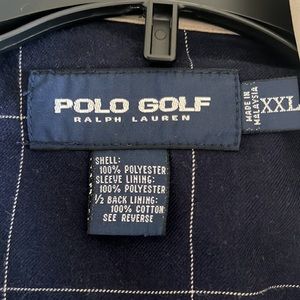 POLO GOLF
RALPH LAUREN
MADE IN
MALAYSIA
XXL
SHELL:
100% POLYESTER
SLEEVE LINING:
100% POLYESTER
½ BACK LINING:
100% COTTON
SEE REVERSE